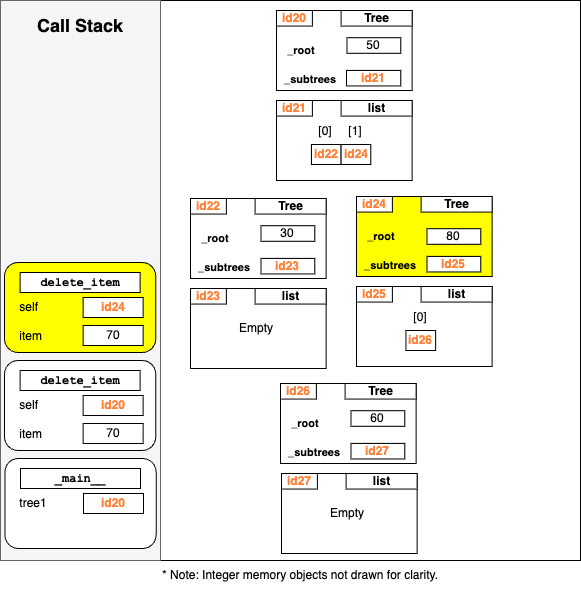 Call Stack
delete_item
self id24
item 70
delete_item
self id20
item 70
_main__
tree1 id20
id20 Tree
_root 50
_subtrees id21
id21 list
[0] [1]
id22 id24
id22 Tree
_root 30
_subtrees id23
id23 list
Empty
id24 Tree
_root 80
_subtrees id25
id25 list
[0]
id26
id26 Tree
_root 60
_subtrees id27
id27 list
Empty
* Note: Integer memory objects not drawn for clarity.